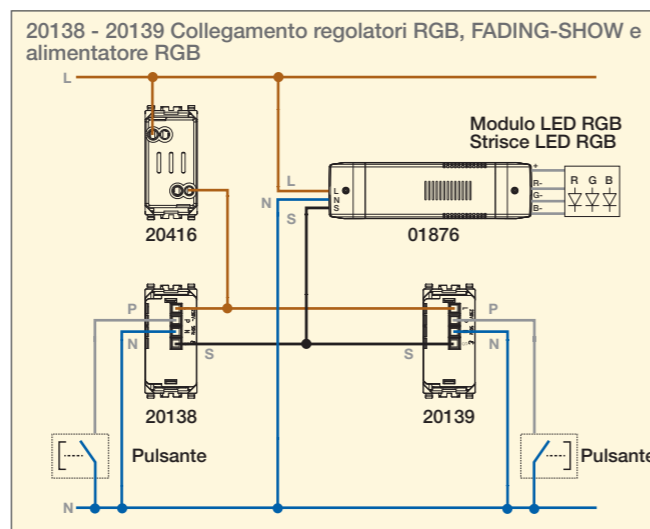 20138 - 20139 Collegamento regolatori RGB, FADING-SHOW e
alimentatore RGB
L
Modulo LED RGB
Strisce LED RGB
L
N
S
L
N
S
+
R-
G-
B-
R G B
20416
01876
P
N
S
S
P
N
20138
20139
Pulsante
Pulsante
N